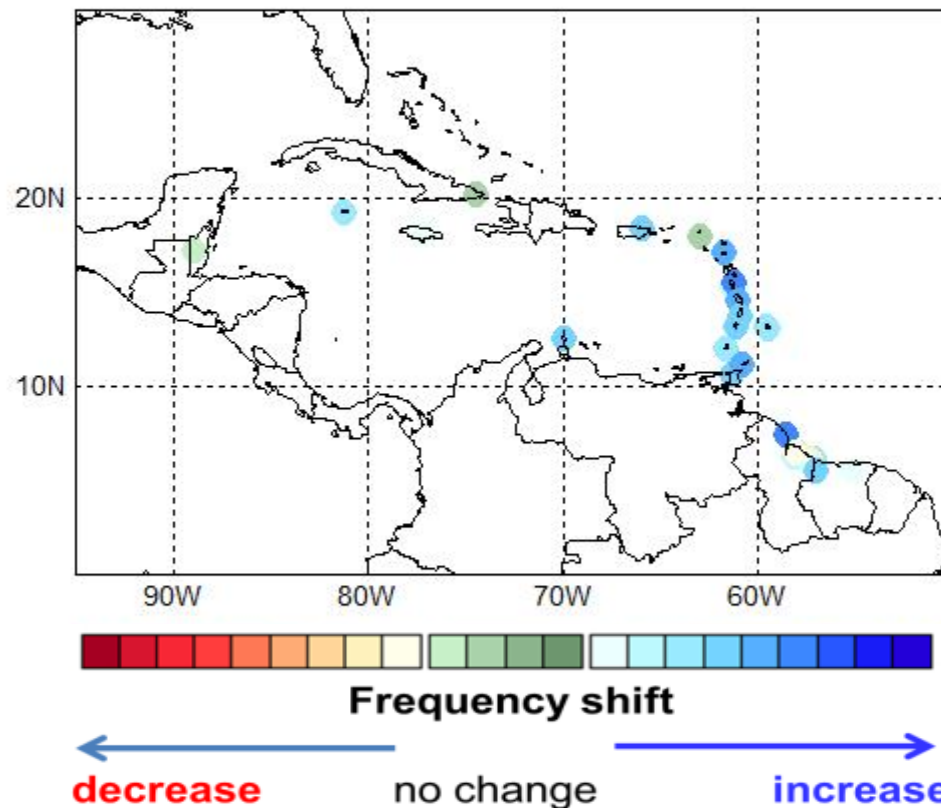 20N
10N
90W 80W 70W 60W
Frequency shift
decrease no change increase